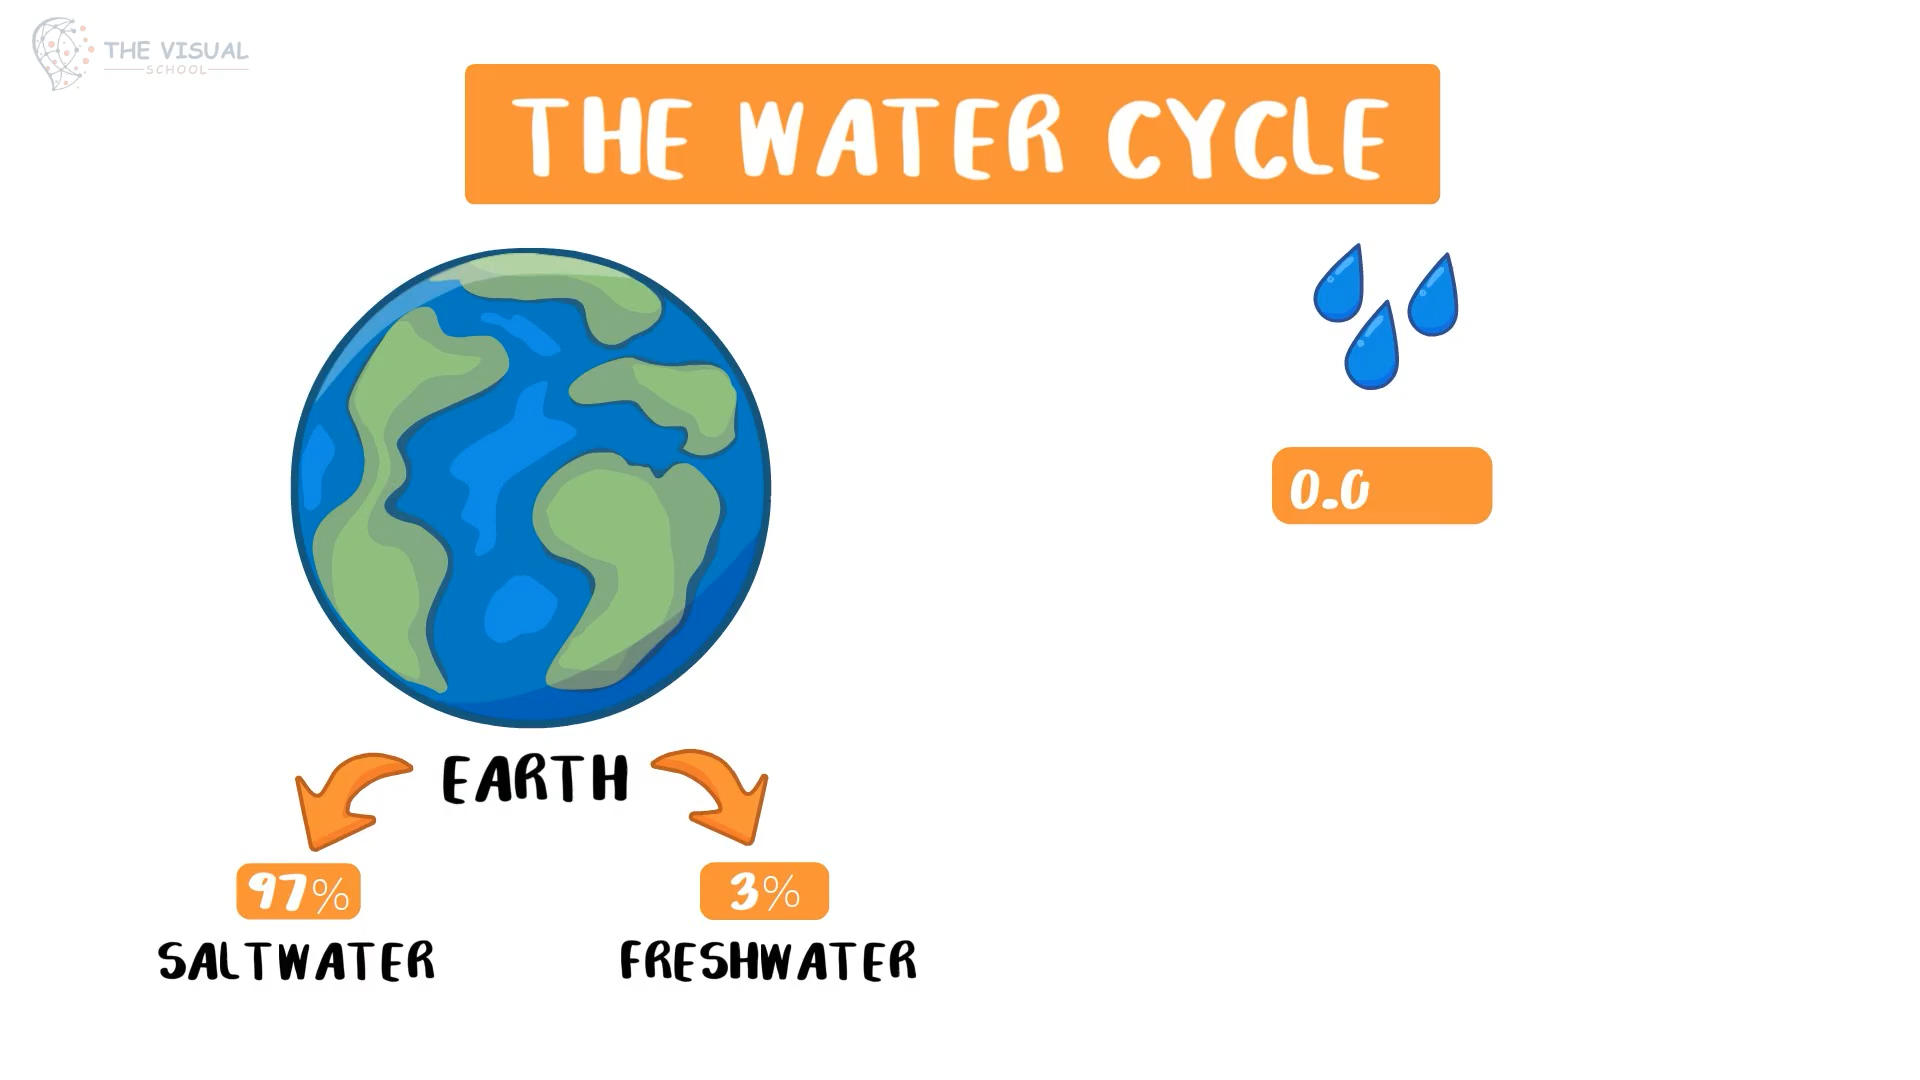 THE VISUAL
SCHOOL
THE WATER CYCLE
0.0
EARTH
97%
3%
SALTWATER
FRESHWATER